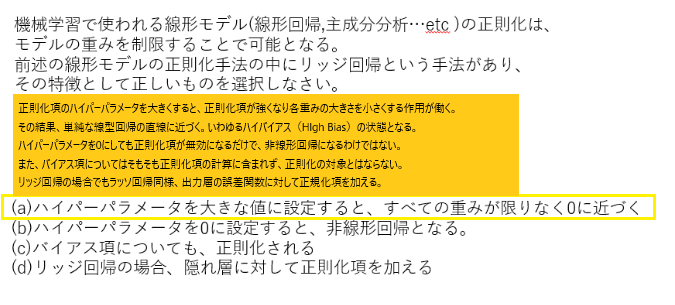 機械学習で使われる線形モデル(線形回帰,主成分分析…etc )の正則化は、
モデルの重みを制限することで可能となる。
前述の線形モデルの正則化手法の中にリッジ回帰という手法があり、
その特徴として正しいものを選択しなさい。
正則化項のハイパーパラメータを大きくすると、正則化項が強くなり各重みの大きさを小さくする作用が働く。
その結果、単純な線型回帰の直線に近づく。いわゆるハイバイアス（HIgh Bias）の状態となる。
ハイパーパラメータを0にしても正則化項が無効になるだけで、非線形回帰になるわけではない。
また、バイアス項についてはそもそも正則化項の計算に含まれず、正則化の対象とはならない。
リッジ回帰の場合でもラッソ回帰同様、出力層の誤差関数に対して正規化項を加える。
(a)ハイパーパラメータを大きな値に設定すると、すべての重みが限りなく0に近づく
(b)ハイパーパラメータを0に設定すると、非線形回帰となる。
(c)バイアス項についても、正則化される
(d)リッジ回帰の場合、隠れ層に対して正則化項を加える